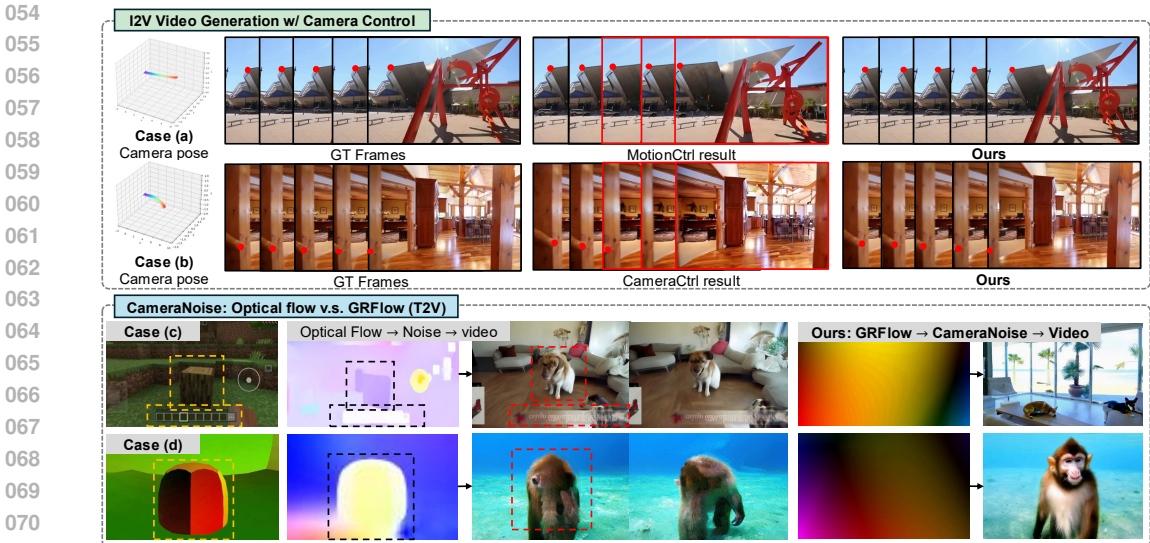 054
055
056
057
058
059
060
061
062
063
064
065
066
067
068
069
070
I2V Video Generation w/ Camera Control
Case (a)
Camera pose
GT Frames
MotionCtrl result
Ours
Case (b)
Camera pose
GT Frames
CameraCtrl result
Ours
CameraNoise: Optical flow v.s. GRFlow (T2V)
Case (c)
Optical Flow → Noise → video
Ours: GRFlow → CameraNoise → Video
Case (d)